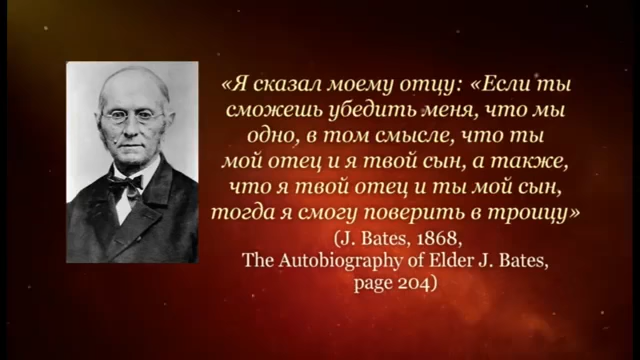 «Я сказал моему отцу: «Если ты
сможешь убедить меня, что мы
одно, в том смысле, что ты
мой отец и я твой сын, а также,
что я твой отец и ты мой сын,
тогда я смогу поверить в троицу»
(J. Bates, 1868,
The Autobiography of Elder J. Bates,
page 204)